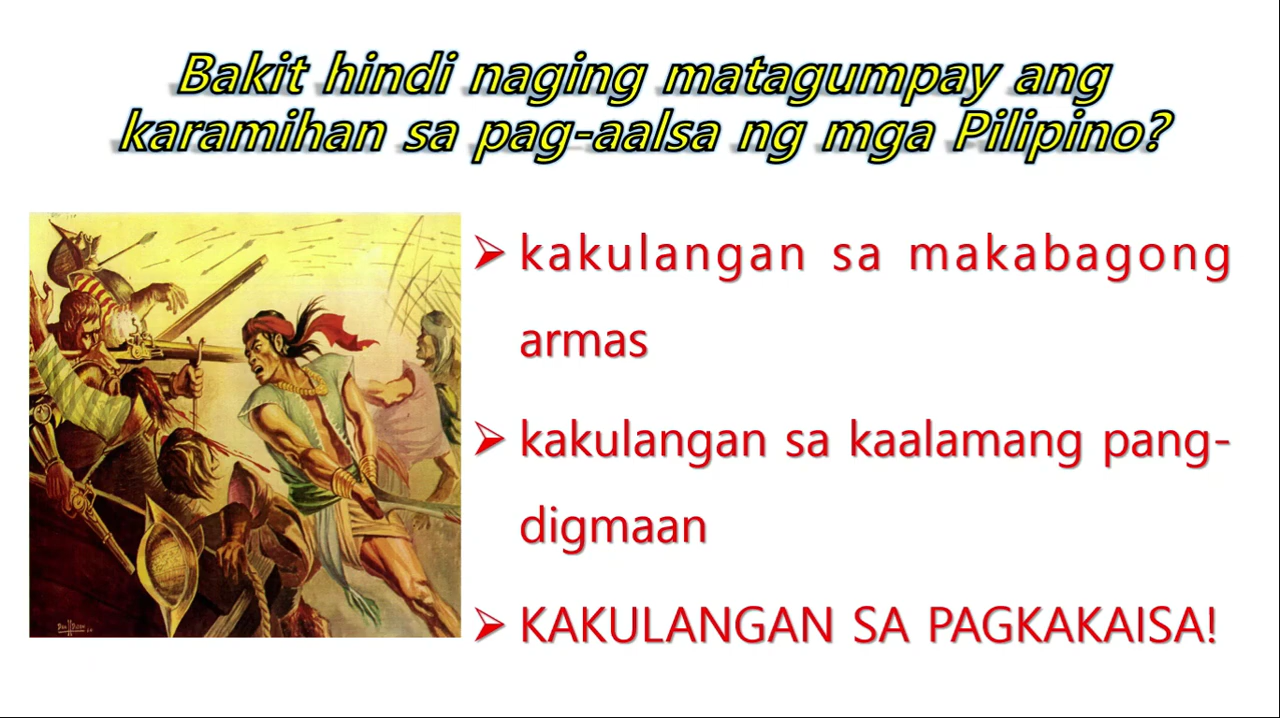 Bakit hindi naging matagumpay ang
karamihan sa pag-aalsa ng mga Pilipino?
➢ kakulangan sa makabagong
armas
➢ kakulangan sa kaalamang pang-
digmaan
➢ KAKULANGAN SA PAGKAKAISA!